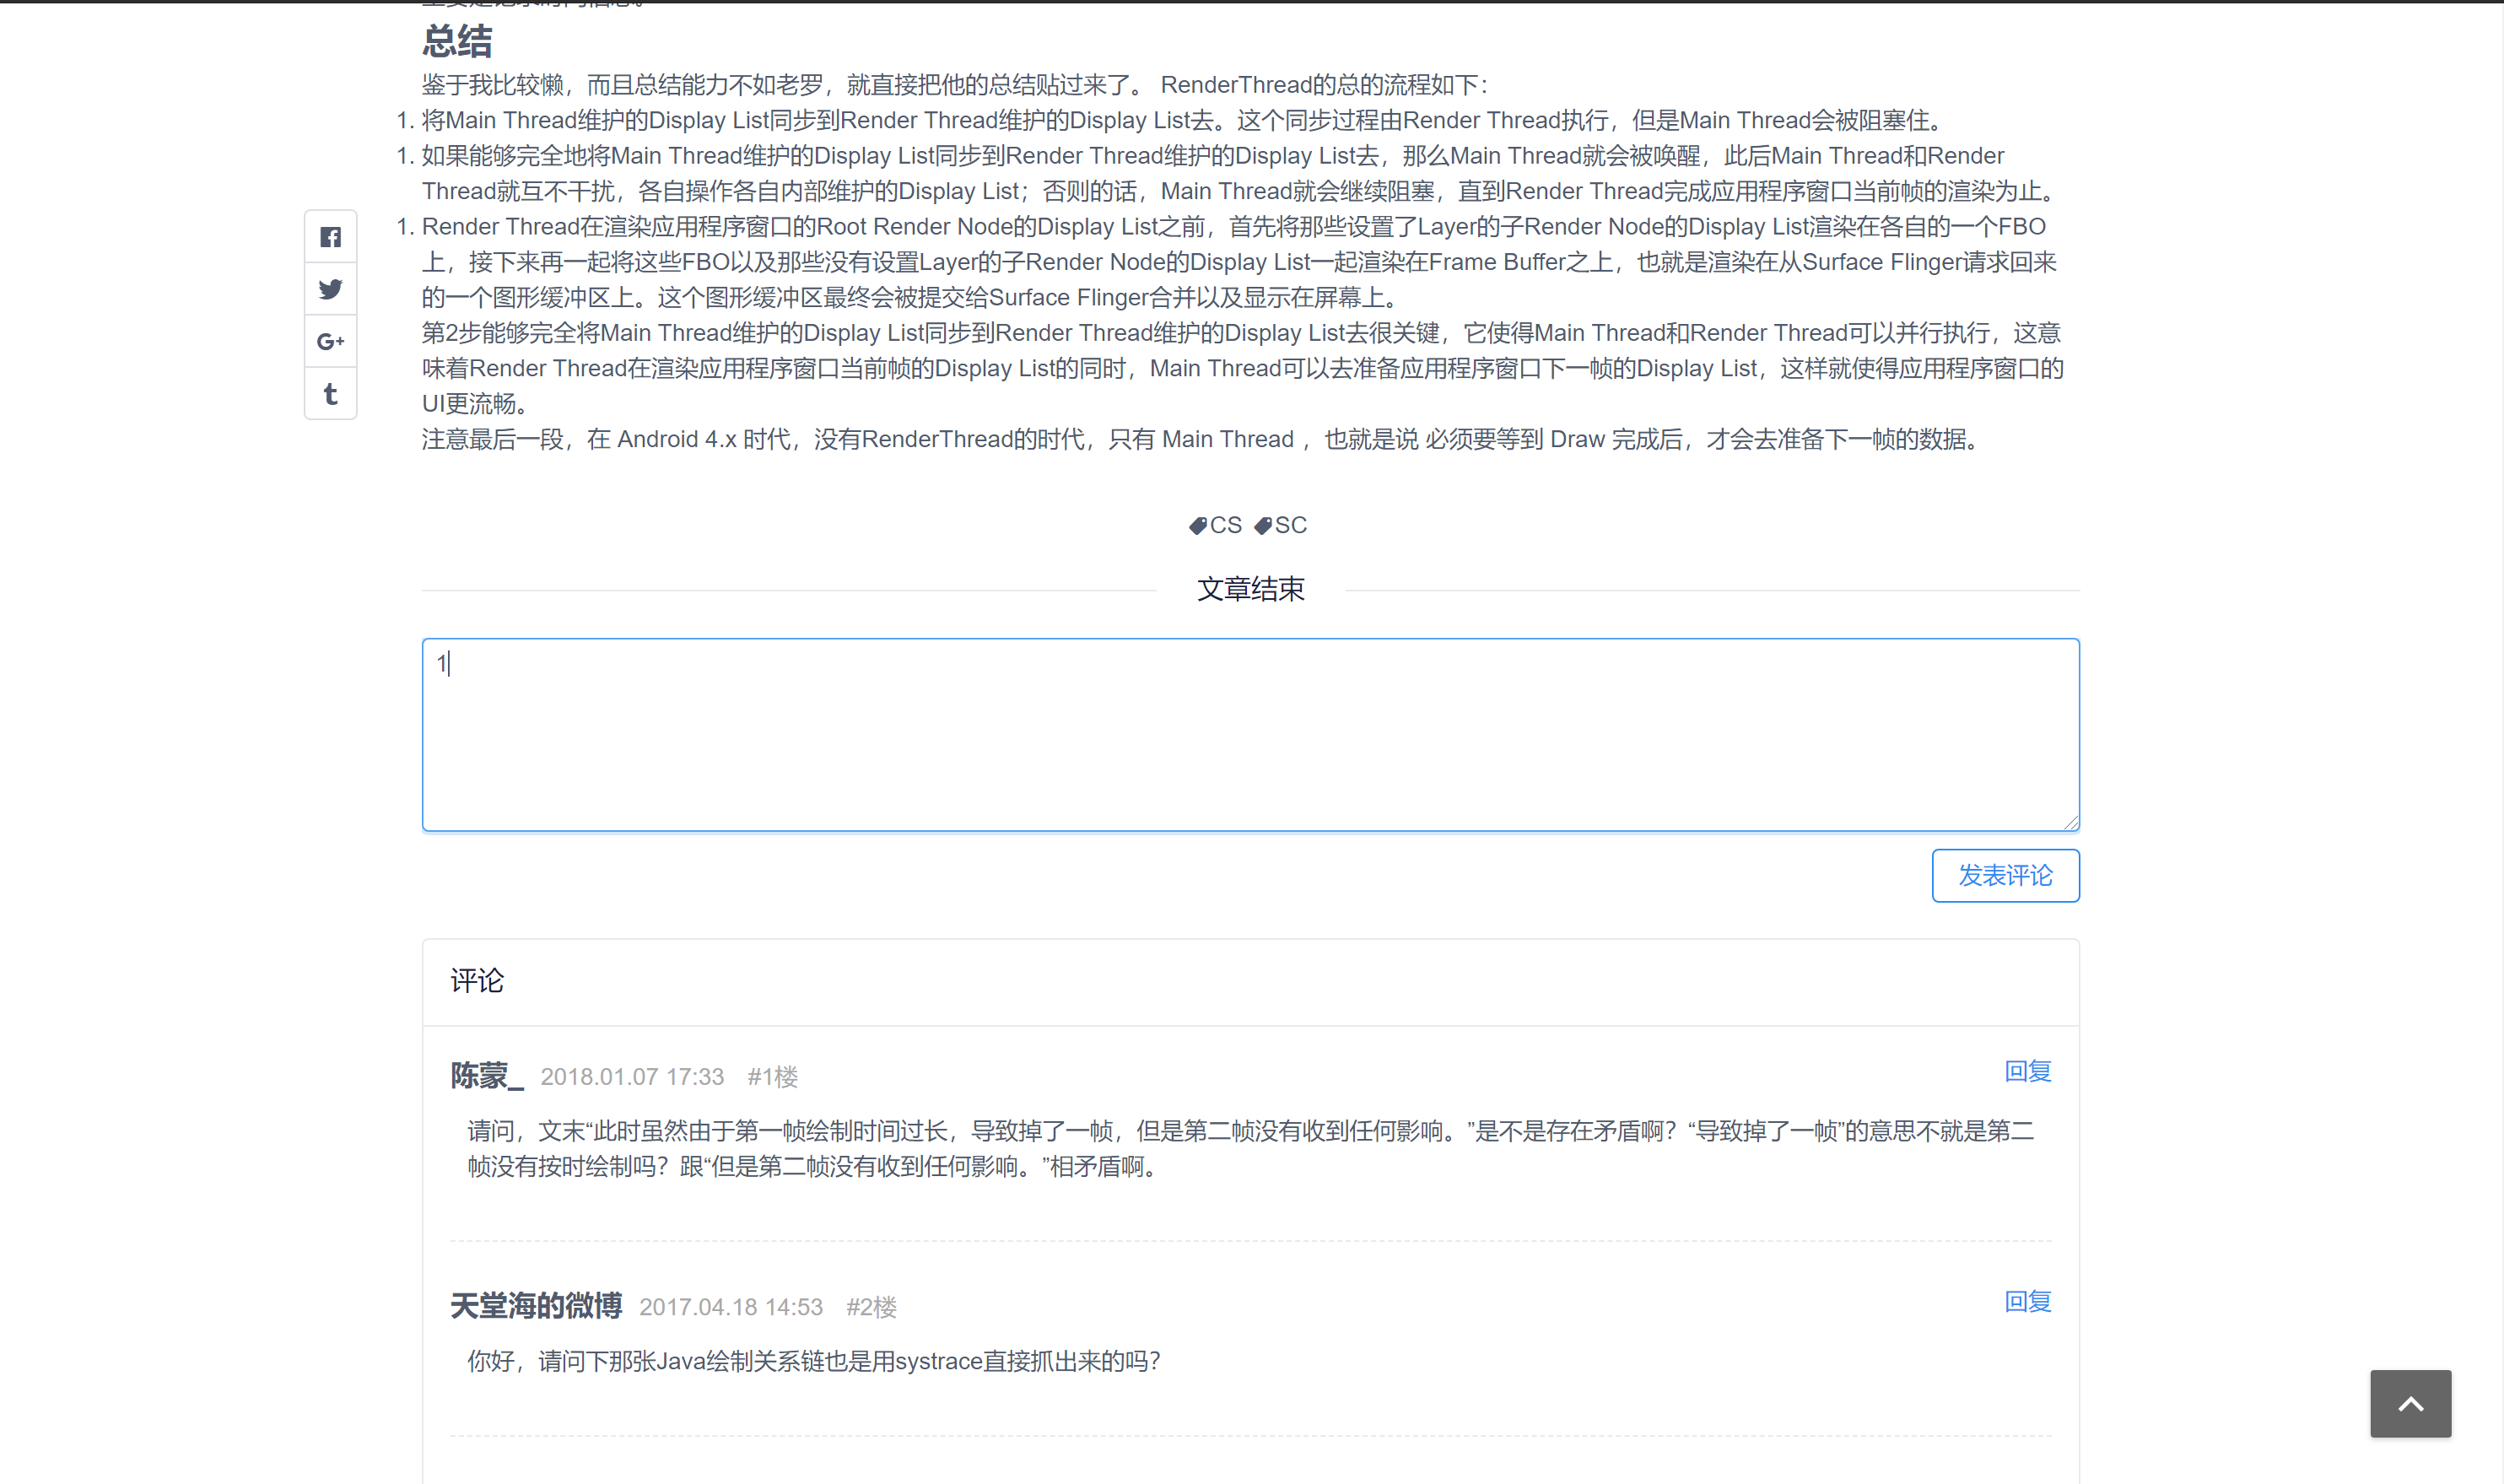 总结
鉴于我比较懒，而且总结能力不如老罗，就直接把他的总结贴过来了。 RenderThread的总的流程如下：
1. 将Main Thread维护的Display List同步到Render Thread维护的Display List去。这个同步过程由Render Thread执行，但是Main Thread会被阻塞住。
1. 如果能够完全地将Main Thread维护的Display List同步到Render Thread维护的Display List去，那么Main Thread就会被唤醒，此后Main Thread和Render
Thread就互不干扰，各自操作各自内部维护的Display List；否则的话，Main Thread就会继续阻塞，直到Render Thread完成应用程序窗口当前帧的渲染为止。
1. Render Thread在渲染应用程序窗口的Root Render Node的Display List之前，首先将那些设置了Layer的子Render Node的Display List渲染在各自的一个FBO
上，接下来再一起将这些FBO以及那些没有设置Layer的子Render Node的Display List一起渲染在Frame Buffer之上，也就是渲染在从Surface Flinger请求回来
的一个图形缓冲区上。这个图形缓冲区最终会被提交给Surface Flinger合并以及显示在屏幕上。
第2步能够完全将Main Thread维护的Display List同步到Render Thread维护的Display List去很关键，它使得Main Thread和Render Thread可以并行执行，这意
味着Render Thread在渲染应用程序窗口当前帧的Display List的同时，Main Thread可以去准备应用程序窗口下一帧的Display List，这样就使得应用程序窗口的
UI更流畅。
注意最后一段，在 Android 4.x 时代，没有RenderThread的时代，只有 Main Thread ，也就是说 必须要等到 Draw 完成后，才会去准备下一帧的数据。
CS SC
文章结束
1
发表评论
评论
陈蒙_ 2018.01.07 17:33 #1楼 回复
请问，文末“此时虽然由于第一帧绘制时间过长，导致掉了一帧，但是第二帧没有收到任何影响。”是不是存在矛盾啊？“导致掉了一帧”的意思不就是第二
帧没有按时绘制吗？跟“但是第二帧没有收到任何影响。”相矛盾啊。
天堂海的微博 2017.04.18 14:53 #2楼 回复
你好，请问下那张Java绘制关系链也是用systrace直接抓出来的吗？